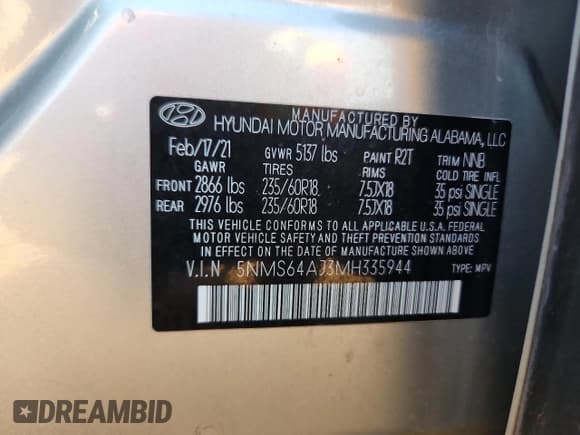 MANUFACTURED BY
HYUNDAI MOTOR MANUFACTURING ALABAMA, LLC
Feb/17/21 GVWR 5137 lbs PAINT R2T TRIM NNB
GAWR TIRES RIMS COLD TIRE INFL
FRONT 2866 lbs 235/60R18 7.5JX18 35 psi SINGLE
REAR 2976 lbs 235/60R18 7.5JX18 35 psi SINGLE
THIS VEHICLE CONFORMS TO ALL APPLICABLE U.S.A. FEDERAL
MOTOR VEHICLE SAFETY AND THEFT PREVENTION STANDARDS
IN EFFECT ON THE DATE OF MANUFACTURE SHOWN ABOVE
V.I.N 5NMS64AJ3MH335944 TYPE: MPV
DREAMBID